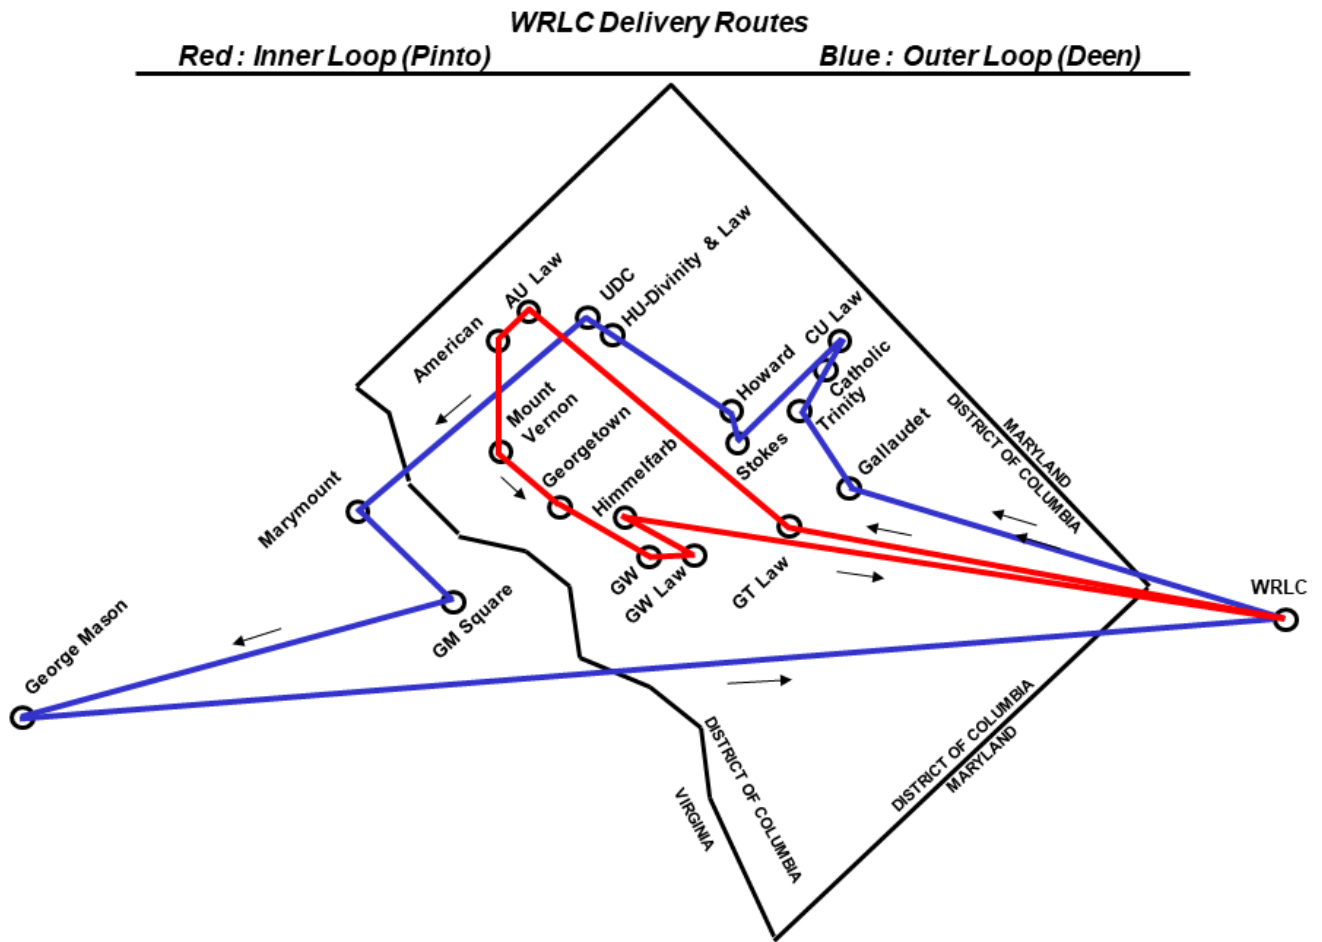 WRLC Delivery Routes
Red : Inner Loop (Pinto)
Blue : Outer Loop (Deen)
AU Law
UDC
HU-Divinity & Law
American
CU Law
Howard
Catholic
Trinity
Mount
Vernon
Georgetown
Himmelfarb
Stokes
Gallaudet
MARYLAND
DISTRICT OF COLUMBIA
Marymount
GW
GW Law
GT Law
WRLC
GM Square
George Mason
DISTRICT OF COLUMBIA
VIRGINIA
DISTRICT OF COLUMBIA
MARYLAND